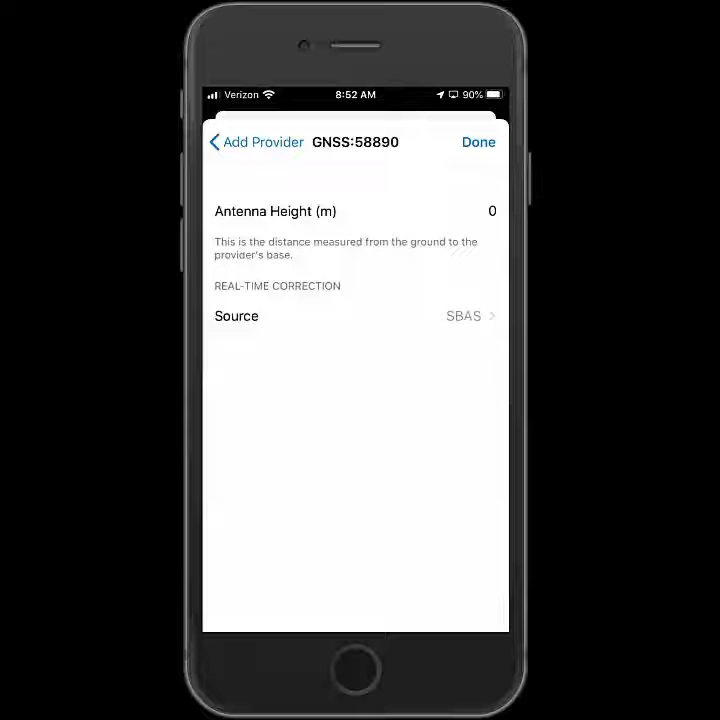 Verizon 8:52 AM 90%
Add Provider GNSS:58890 Done
Antenna Height (m) 0
This is the distance measured from the ground to the
provider's base.
REAL-TIME CORRECTION
Source SBAS